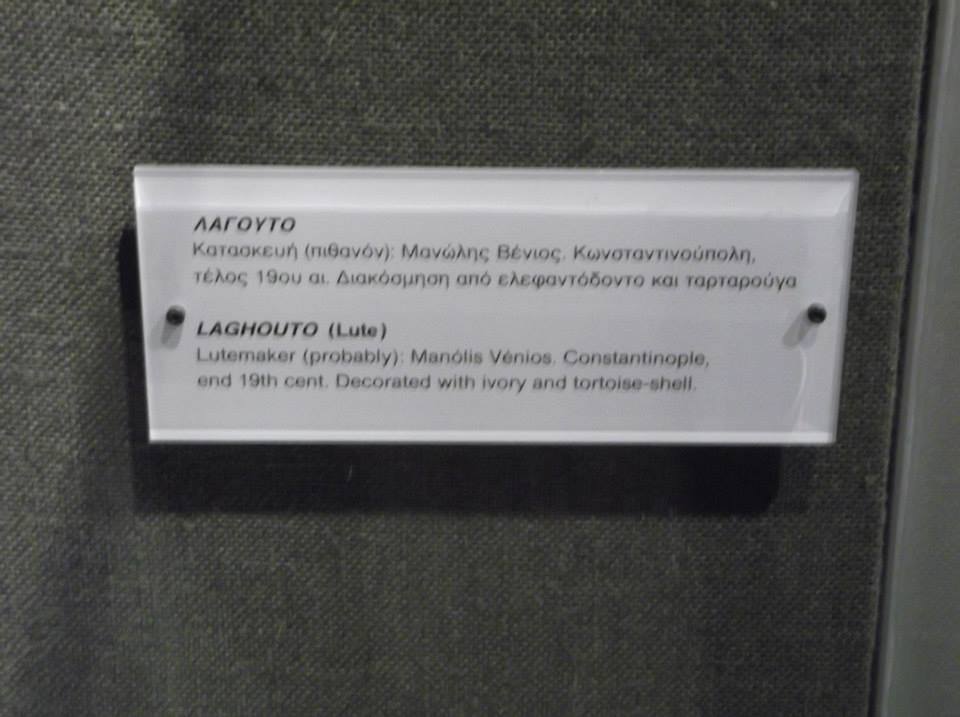 ΛΑΓΟΥΤΟ
Κατασκευή (πιθανόν): Μανώλης Βένιος. Κωνσταντινούπολη,
τέλος 19ου αι. Διακόσμηση από ελεφαντόδοντο και ταρταρούγα
LAGHOUTO (Lute)
Lutemaker (probably): Manólis Vénios. Constantinople,
end 19th cent. Decorated with ivory and tortoise-shell.